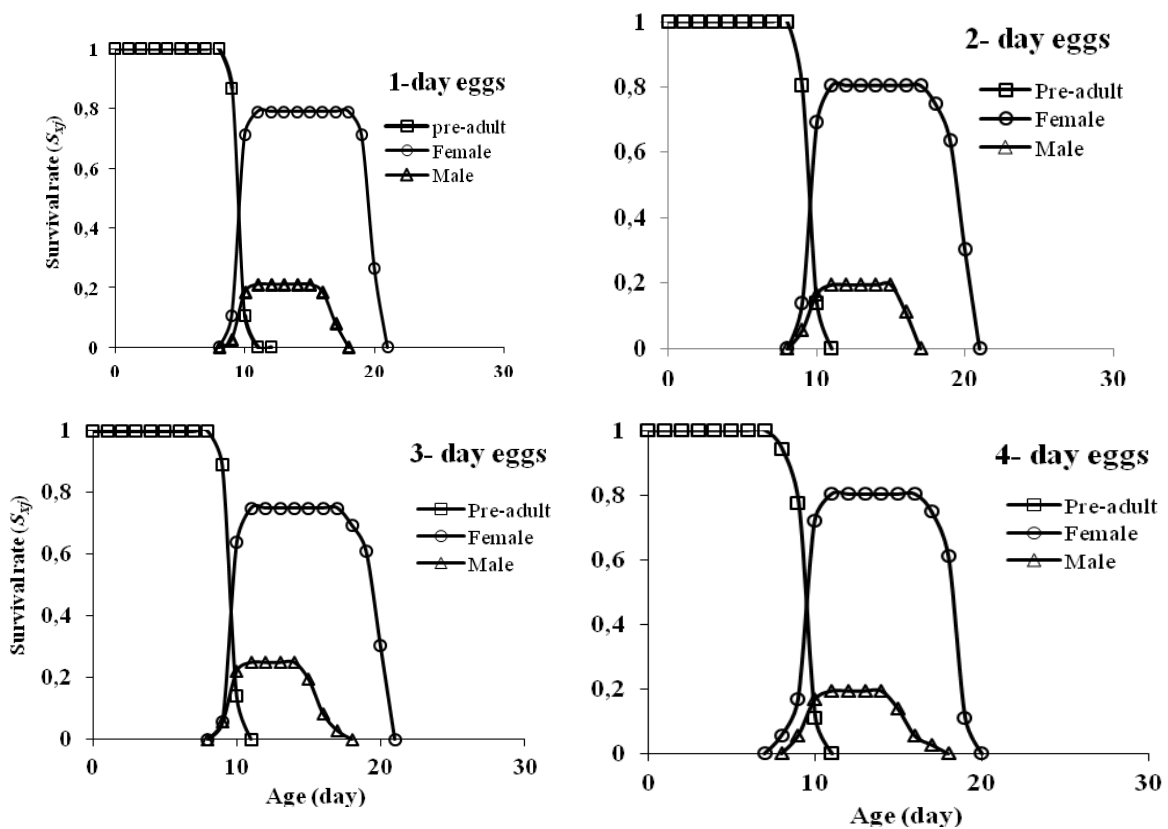 1-day eggs
pre-adult
Female
Male
Survival rate (Sxj)
1
0,8
0,6
0,4
0,2
0
0 10 20 30
2- day eggs
Pre-adult
Female
Male
1
0,8
0,6
0,4
0,2
0
0 10 20 30
3- day eggs
Pre-adult
Female
Male
Survival rate (Sxj)
1
0,8
0,6
0,4
0,2
0
0 10 20 30
Age (day)
4- day eggs
Pre-adult
Female
Male
1
0,8
0,6
0,4
0,2
0
0 10 20 30
Age (day)